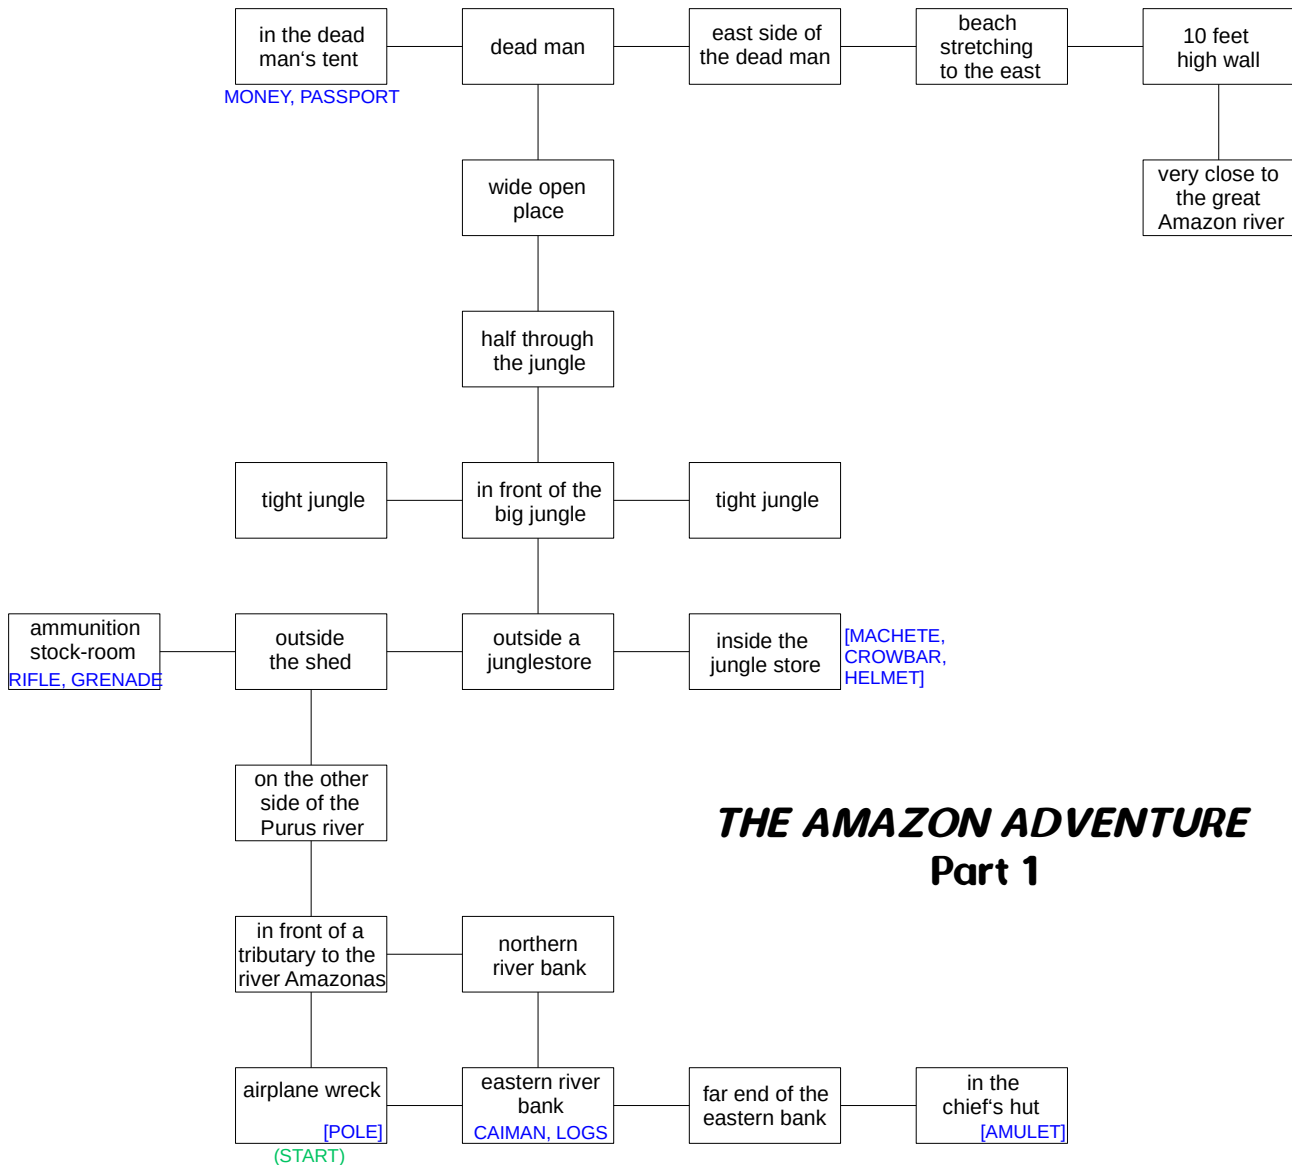 in the dead
man‘s tent
MONEY, PASSPORT
dead man
east side of
the dead man
beach
stretching
to the east
10 feet
high wall
wide open
place
very close to
the great
Amazon river
half through
the jungle
tight jungle
in front of the
big jungle
tight jungle
ammunition
stock-room
RIFLE, GRENADE
outside
the shed
outside a
junglestore
inside the
jungle store
[MACHETE,
CROWBAR,
HELMET]
on the other
side of the
Purus river
THE AMAZON ADVENTURE
Part 1
in front of a
tributary to the
river Amazonas
northern
river bank
airplane wreck
[POLE]
(START)
eastern river
bank
CAIMAN, LOGS
far end of the
eastern bank
in the
chief‘s hut
[AMULET]